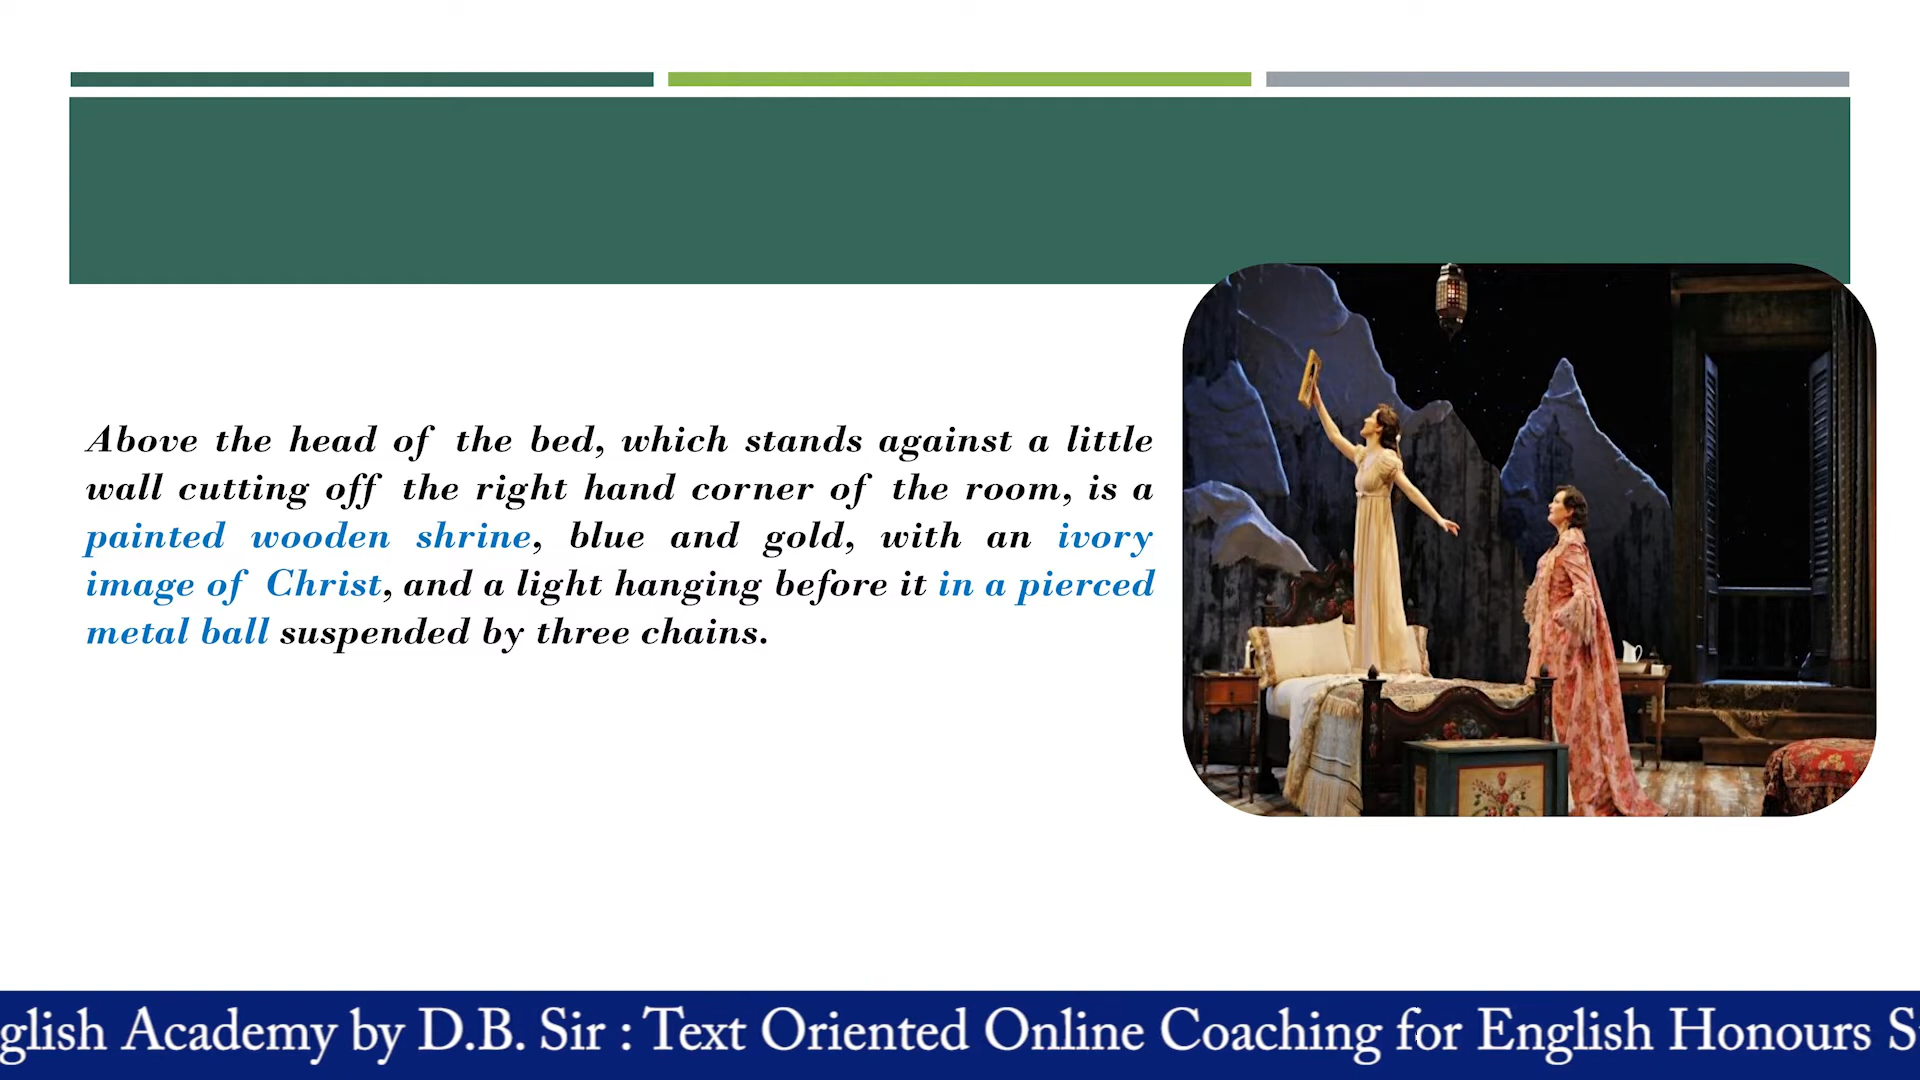 Above the head of the bed, which stands against a little
wall cutting off the right hand corner of the room, is a
painted wooden shrine, blue and gold, with an ivory
image of Christ, and a light hanging before it in a pierced
metal ball suspended by three chains.
glish Academy by D.B. Sir : Text Oriented Online Coaching for English Honours S